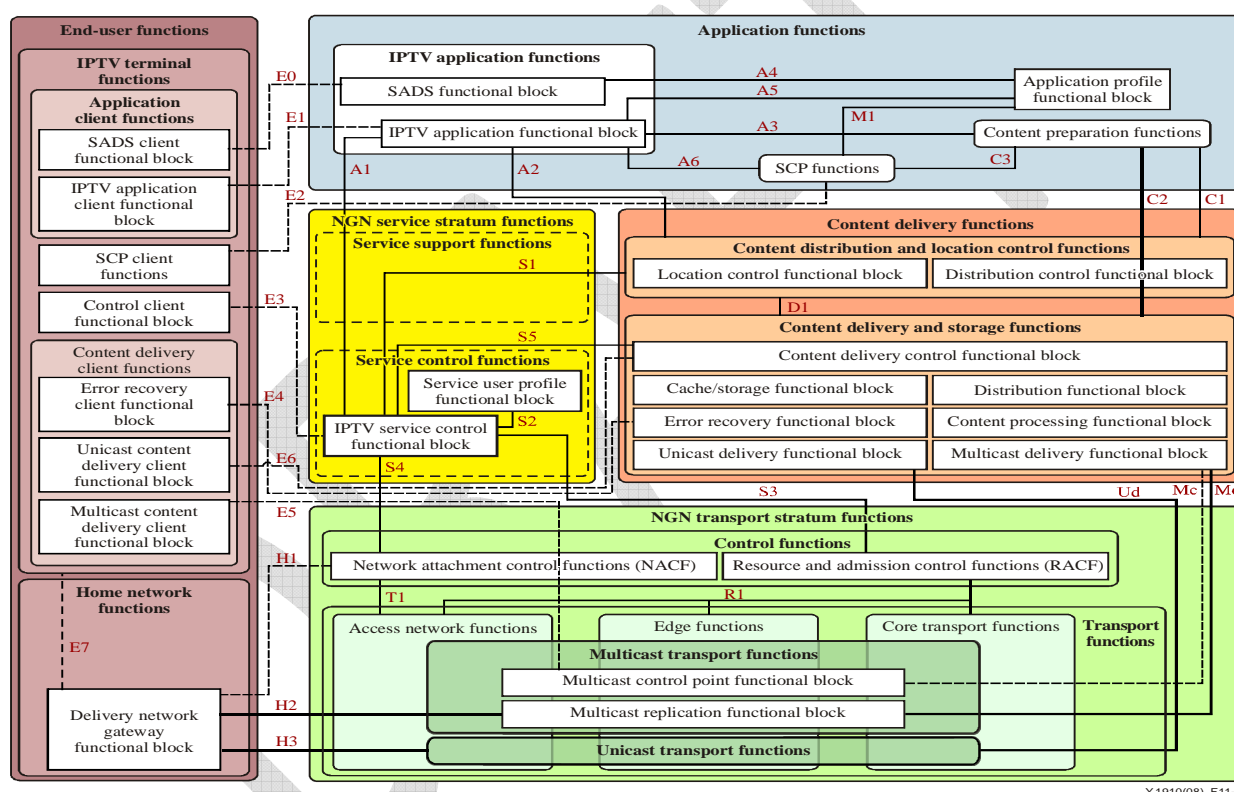 End-user functions
IPTV terminal
functions
Application
client functions
SADS client
functional block
IPTV application
client functional
block
SCP client
functions
Control client
functional block
Content delivery
client functions
Error recovery
client functional
block
Unicast content
delivery client
functional block
Multicast content
delivery client
functional block
Home network
functions
Delivery network
gateway
functional block
E0
E1
E2
E3
E4
E6
E5
H1
E7
H2
H3
Application functions
IPTV application functions
SADS functional block
IPTV application functional block
A4
A5
M1
A3
A6
C3
A1
A2
C2
C1
Application profile
functional block
Content preparation functions
SCP functions
NGN service stratum functions
Service support functions
S1
S5
Service control functions
Service user profile
functional block
S2
IPTV service control
functional block
S4
S3
Content delivery functions
Content distribution and location control functions
Location control functional block
Distribution control functional block
D1
Content delivery and storage functions
Content delivery control functional block
Cache/storage functional block
Distribution functional block
Error recovery functional block
Content processing functional block
Unicast delivery functional block
Multicast delivery functional block
Ud
Mc
NGN transport stratum functions
Control functions
Network attachment control functions (NACF)
Resource and admission control functions (RACF)
T1
R1
Access network functions
Edge functions
Core transport functions
Transport
functions
Multicast transport functions
Multicast control point functional block
Multicast replication functional block
Unicast transport functions